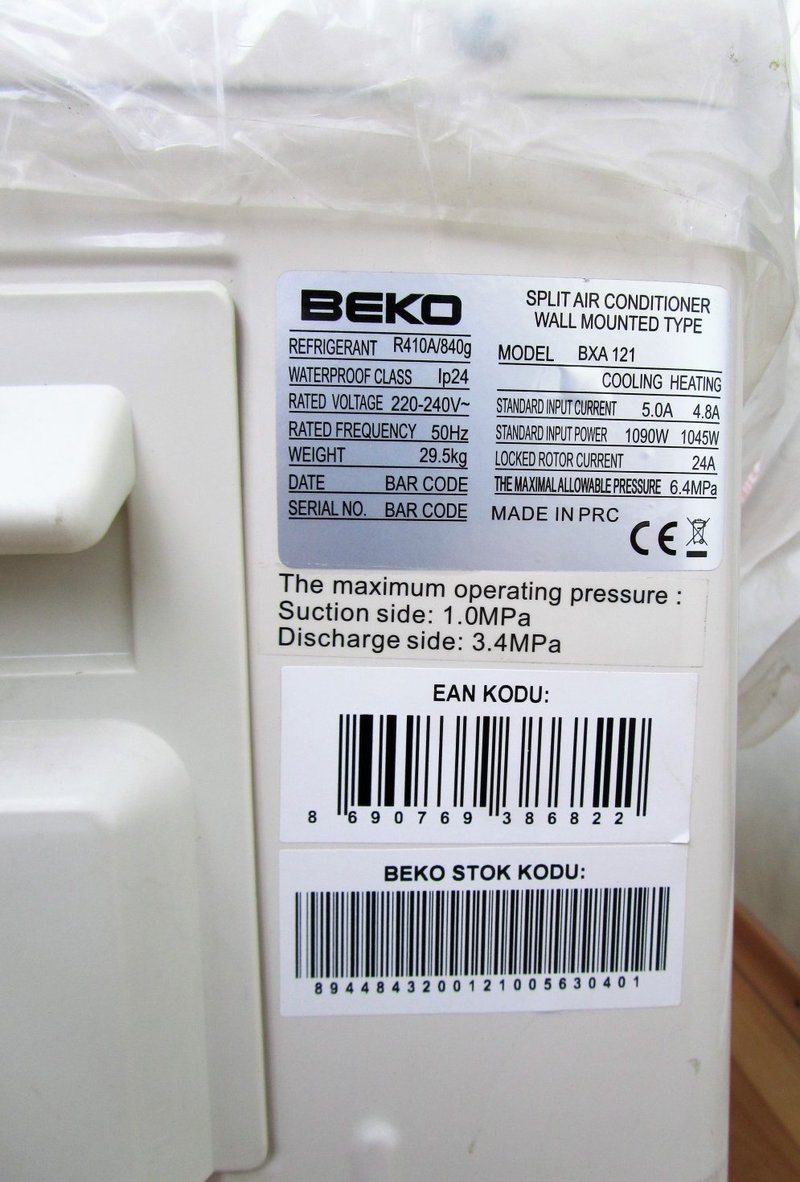 BEKO
REFRIGERANT R410A/840g
WATERPROOF CLASS Ip24
RATED VOLTAGE 220-240V~
RATED FREQUENCY 50Hz
WEIGHT 29.5kg
DATE BAR CODE
SERIAL NO. BAR CODE
SPLIT AIR CONDITIONER
WALL MOUNTED TYPE
MODEL BXA 121
COOLING HEATING
STANDARD INPUT CURRENT 5.0A 4.8A
STANDARD INPUT POWER 1090W 1045W
LOCKED ROTOR CURRENT 24A
THE MAXIMAL ALLOWABLE PRESSURE 6.4MPa
MADE IN PRC
CE
The maximum operating pressure :
Suction side: 1.0MPa
Discharge side: 3.4MPa
EAN KODU:
8 690769 386822
BEKO STOK KODU:
8944843200121005630401